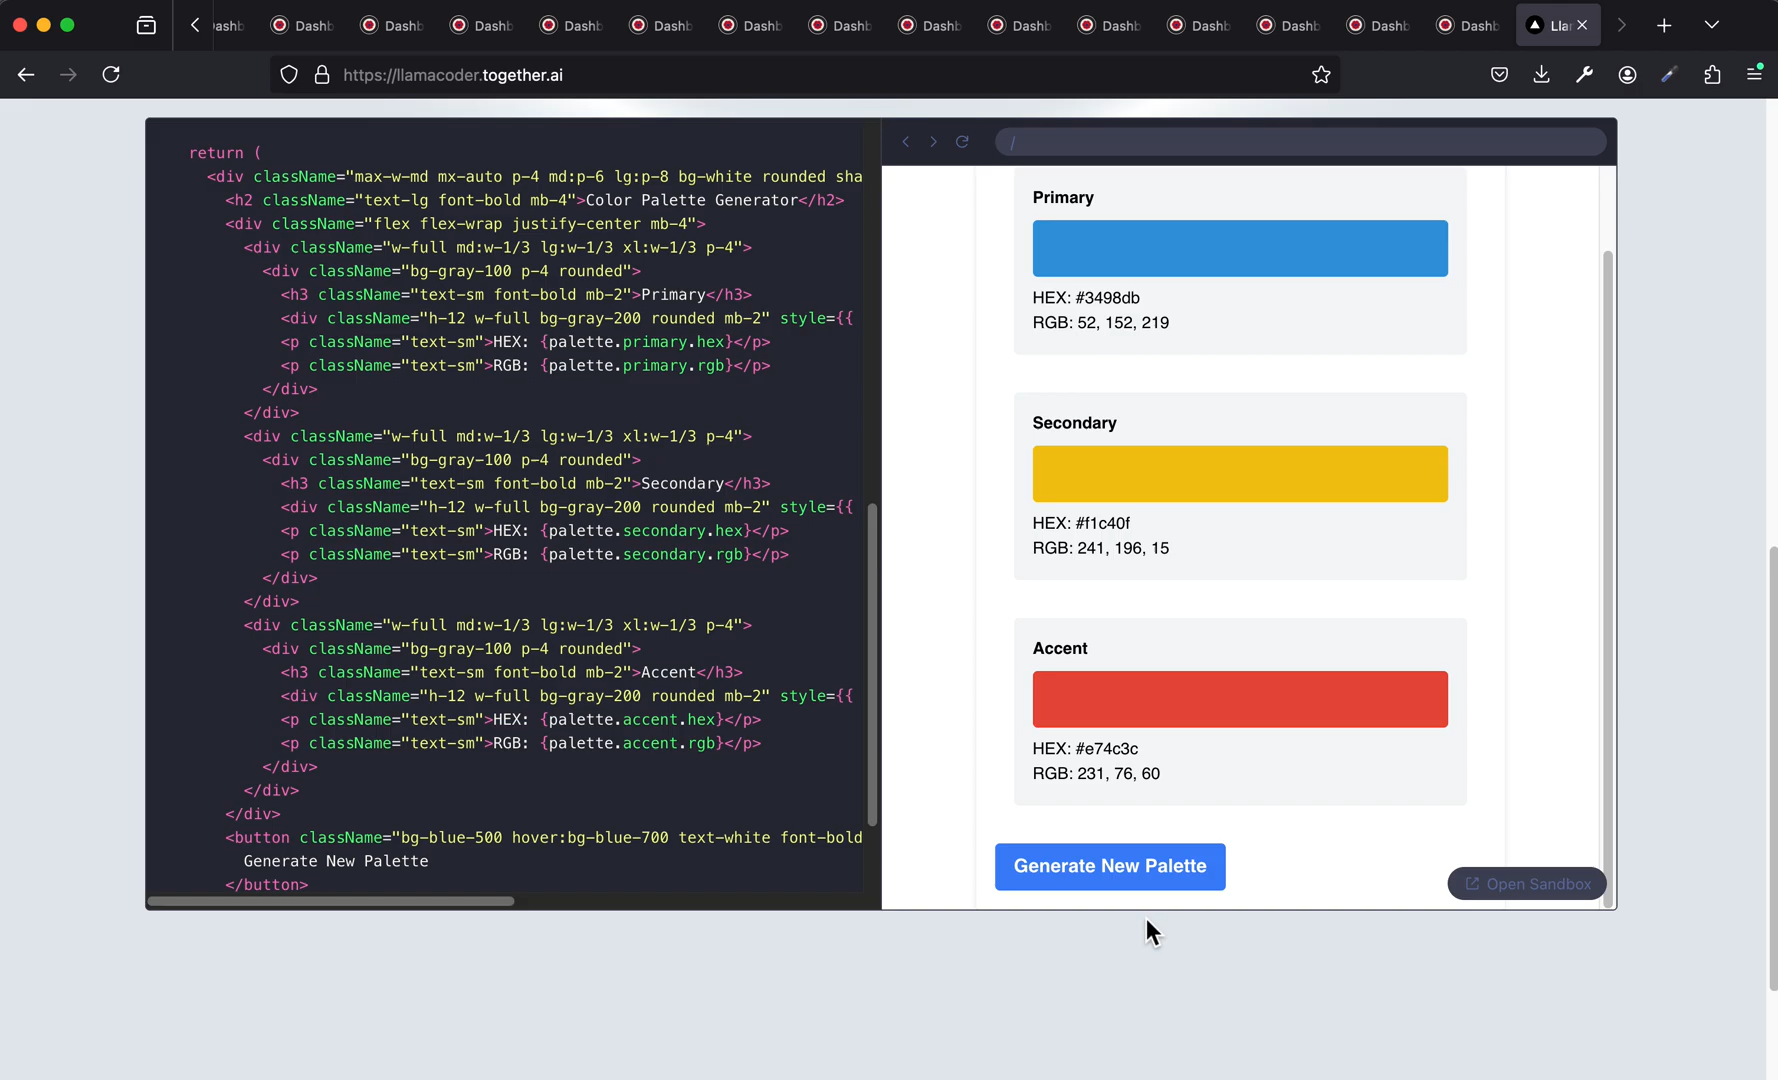 ashb
Dashb
Dashb
Dashb
Dashb
Dashb
Dashb
Dashb
Dashb
Dashb
Dashb
Dashb
Dashb
Dashb
Dashb
Llar
https://llamacoder.together.ai
return (
<div className="max-w-md mx-auto p-4 md:p-6 lg:p-8 bg-white rounded sha
<h2 className="text-lg font-bold mb-4">Color Palette Generator</h2>
<div className="flex flex-wrap justify-center mb-4">
<div className="w-full md:w-1/3 lg:w-1/3 xl:w-1/3 p-4">
<div className="bg-gray-100 p-4 rounded">
<h3 className="text-sm font-bold mb-2">Primary</h3>
<div className="h-12 w-full bg-gray-200 rounded mb-2" style={{
<p className="text-sm">HEX: {palette.primary.hex}</p>
<p className="text-sm">RGB: {palette.primary.rgb}</p>
</div>
</div>
<div className="w-full md:w-1/3 lg:w-1/3 xl:w-1/3 p-4">
<div className="bg-gray-100 p-4 rounded">
<h3 className="text-sm font-bold mb-2">Secondary</h3>
<div className="h-12 w-full bg-gray-200 rounded mb-2" style={{
<p className="text-sm">HEX: {palette.secondary.hex}</p>
<p className="text-sm">RGB: {palette.secondary.rgb}</p>
</div>
</div>
<div className="w-full md:w-1/3 lg:w-1/3 xl:w-1/3 p-4">
<div className="bg-gray-100 p-4 rounded">
<h3 className="text-sm font-bold mb-2">Accent</h3>
<div className="h-12 w-full bg-gray-200 rounded mb-2" style={{
<p className="text-sm">HEX: {palette.accent.hex}</p>
<p className="text-sm">RGB: {palette.accent.rgb}</p>
</div>
</div>
</div>
<button className="bg-blue-500 hover:bg-blue-700 text-white font-bold
Generate New Palette
</button>
/
Primary
HEX: #3498db
RGB: 52, 152, 219
Secondary
HEX: #f1c40f
RGB: 241, 196, 15
Accent
HEX: #e74c3c
RGB: 231, 76, 60
Generate New Palette
Open Sandbox